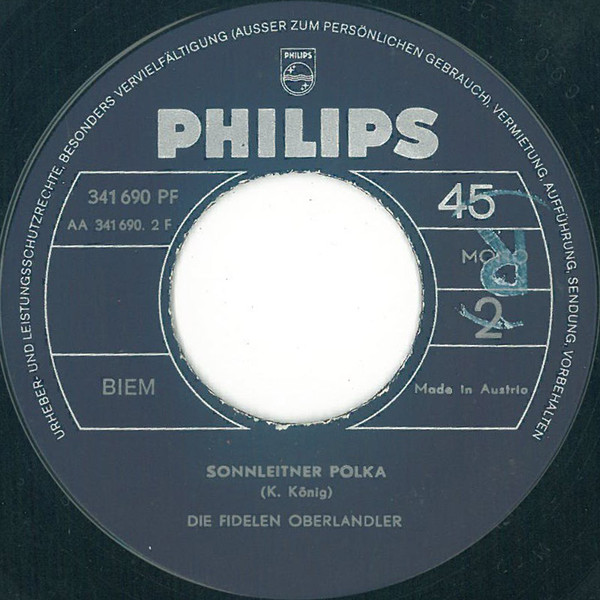 URHEBER- UND LEISTUNGSSCHUTZRECHTE, BESONDERS VERVIELFÄLTIGUNG (AUSSER ZUM PERSÖNLICHEN GEBRAUCH), VERMIETUNG, AUFFÜHRUNG, SENDUNG, VORBEHALTEN
PHILIPS
PHILIPS
341 690 PF
AA 341 690. 2 F
45
MONO
R
2
BIEM
Made in Austria
SONNLEITNER POLKA
(K. König)
DIE FIDELEN OBERLANDLER